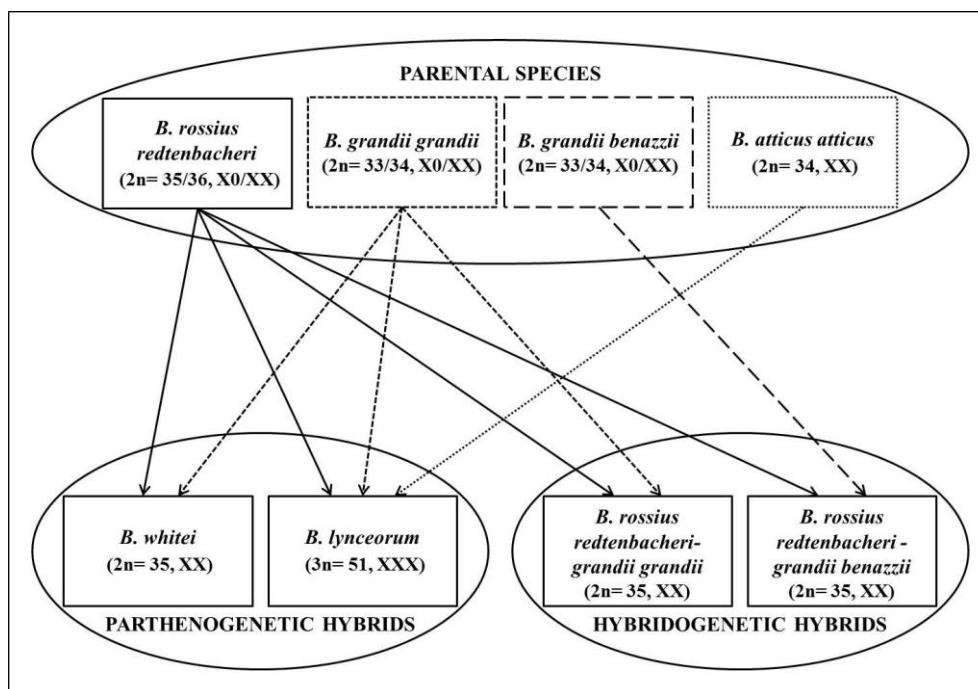 PARENTAL SPECIES
B. rossius
redtenbacheri
(2n= 35/36, X0/XX)
B. grandii grandii
(2n= 33/34, X0/XX)
B. grandii benazzii
(2n= 33/34, X0/XX)
B. atticus atticus
(2n= 34, XX)
B. whitei
(2n= 35, XX)
B. lynceorum
(3n= 51, XXX)
PARTHENOGENETIC HYBRIDS
B. rossius
redtenbacheri-
grandii grandii
(2n= 35, XX)
B. rossius
redtenbacheri -
grandii benazzii
(2n= 35, XX)
HYBRIDOGENETIC HYBRIDS